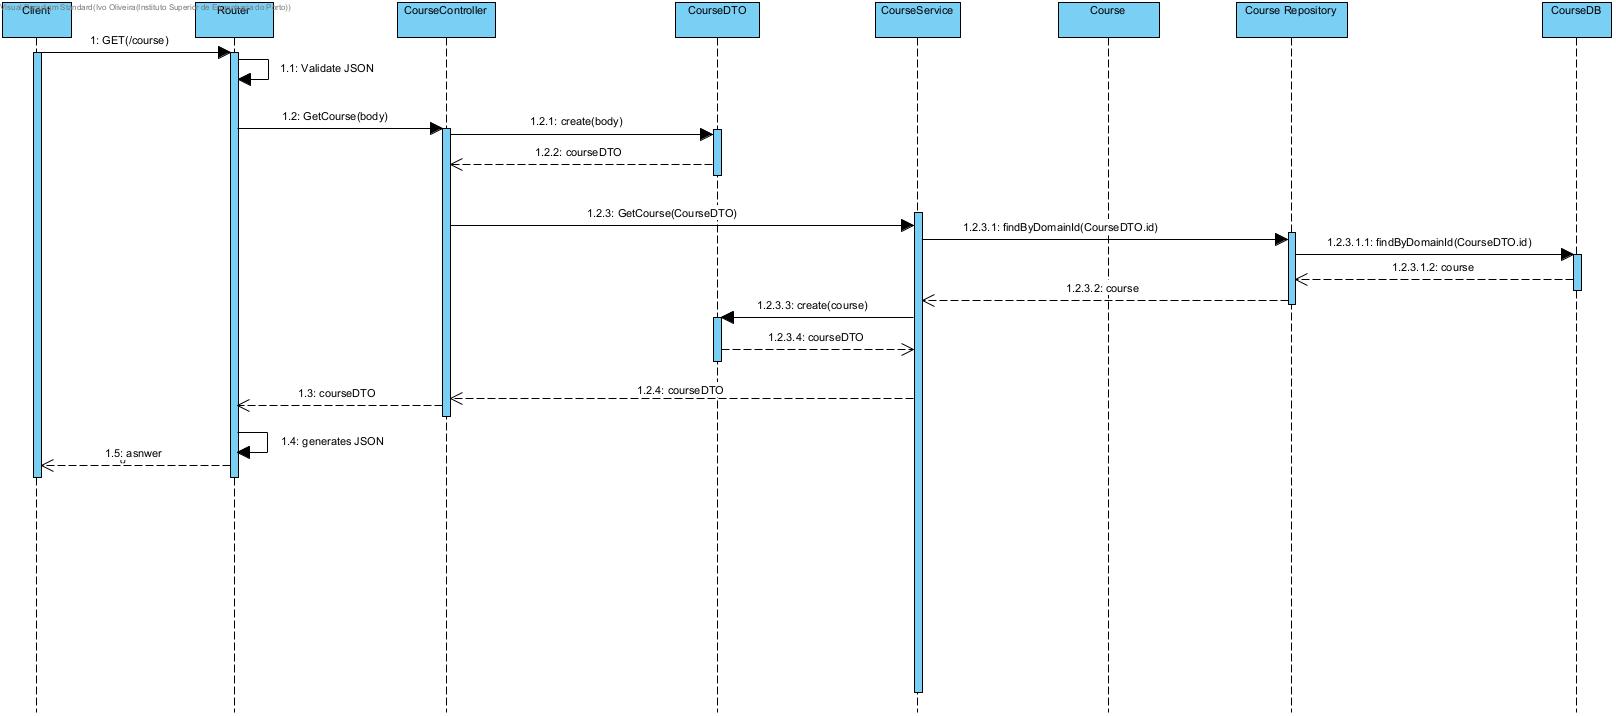 Visual Paradigm Standard(Ivo Oliveira(Instituto Superior de Engenharia do Porto))
Client
Router
CourseController
CourseDTO
CourseService
Course
Course Repository
CourseDB
1: GET(/course)
1.1: Validate JSON
1.2: GetCourse(body)
1.2.1: create(body)
1.2.2: courseDTO
1.2.3: GetCourse(CourseDTO)
1.2.3.1: findByDomainId(CourseDTO.id)
1.2.3.1.1: findByDomainId(CourseDTO.id)
1.2.3.1.2: course
1.2.3.2: course
1.2.3.3: create(course)
1.2.3.4: courseDTO
1.2.4: courseDTO
1.3: courseDTO
1.4: generates JSON
1.5: asnwer